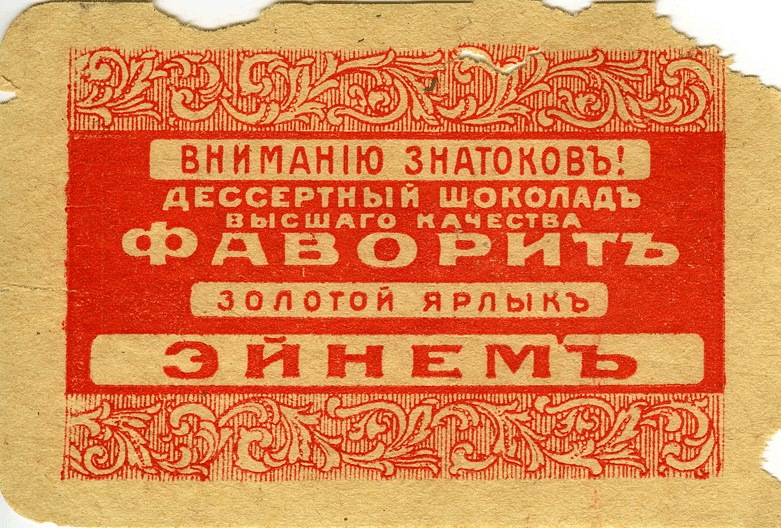 ВНИМАНІЮ ЗНАТОКОВЪ!
ДЕССЕРТНЫЙ ШОКОЛАДЪ
ВЫСШАГО КАЧЕСТВА
ФАВОРИТЪ
ЗОЛОТОЙ ЯРЛЫКЪ
ЭЙНЕМЪ